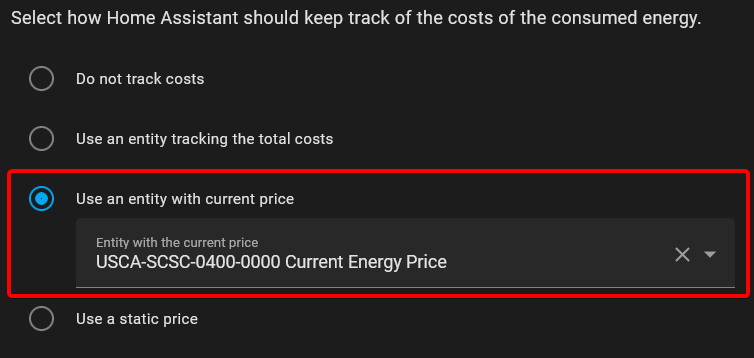 Select how Home Assistant should keep track of the costs of the consumed energy.
Do not track costs
Use an entity tracking the total costs
Use an entity with current price
Entity with the current price
USCA-SCSC-0400-0000 Current Energy Price
Use a static price